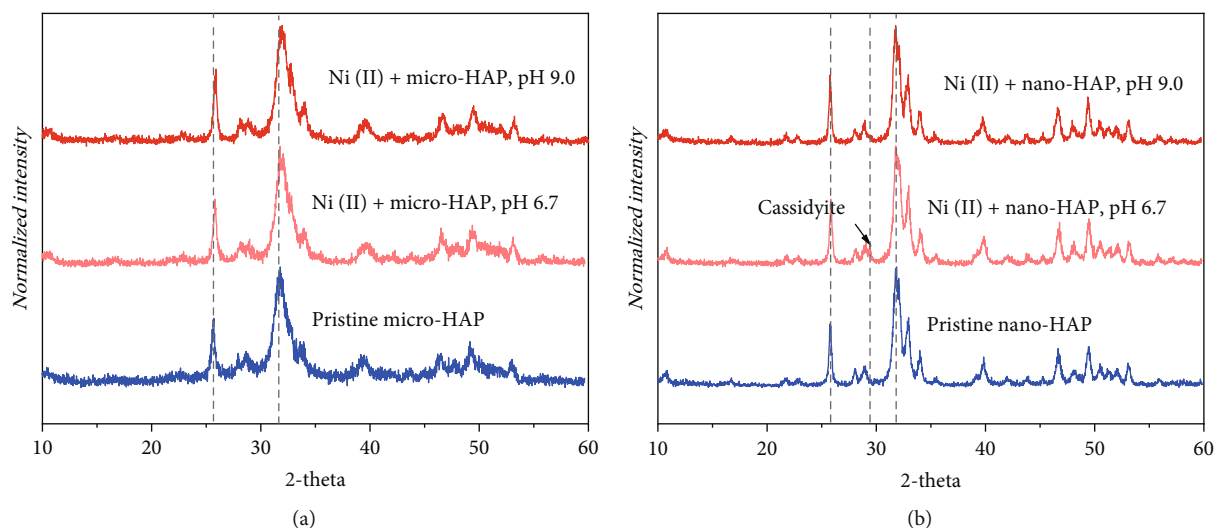 Normalized intensity
Ni (II) + micro-HAP, pH 9.0
Ni (II) + micro-HAP, pH 6.7
Pristine micro-HAP
10 20 30 40 50 60
2-theta
(a)
Normalized intensity
Ni (II) + nano-HAP, pH 9.0
Cassidyite
Ni (II) + nano-HAP, pH 6.7
Pristine nano-HAP
10 20 30 40 50 60
2-theta
(b)